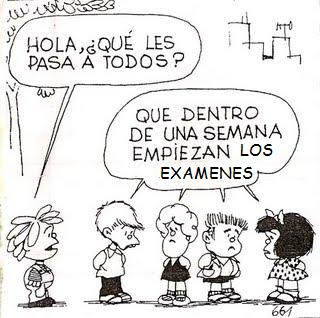 HOLA, ¿QUÉ LES
PASA A TODOS?
QUE DENTRO
DE UNA SEMANA
EMPIEZAN LOS
EXAMENES
661